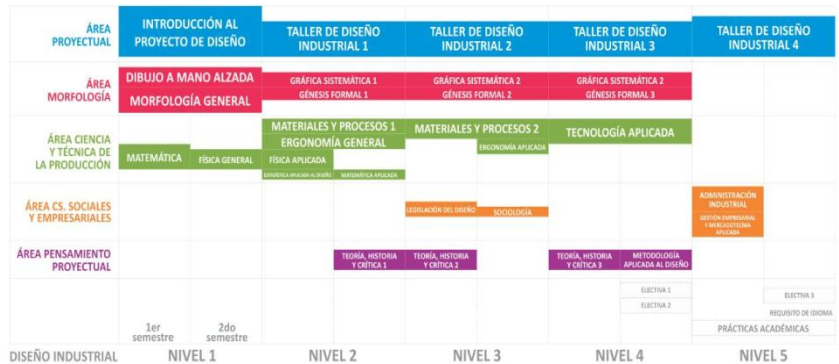 ÁREA
PROYECTUAL
INTRODUCCIÓN AL
PROYECTO DE DISEÑO
TALLER DE DISEÑO
INDUSTRIAL 1
TALLER DE DISEÑO
INDUSTRIAL 2
TALLER DE DISEÑO
INDUSTRIAL 3
TALLER DE DISEÑO
INDUSTRIAL 4
ÁREA
MORFOLOGÍA
DIBUJO A MANO ALZADA
MORFOLOGÍA GENERAL
GRÁFICA SISTEMÁTICA 1
GÉNESIS FORMAL 1
GRÁFICA SISTEMÁTICA 2
GÉNESIS FORMAL 2
GRÁFICA SISTEMÁTICA 2
GÉNESIS FORMAL 3
ÁREA CIENCIA
Y TÉCNICA DE
LA PRODUCCIÓN
MATEMÁTICA
FÍSICA GENERAL
MATERIALES Y PROCESOS 1
ERGONOMÍA GENERAL
FÍSICA APLICADA
ESTADÍSTICA APLICADA AL DISEÑO
MATEMÁTICA APLICADA
MATERIALES Y PROCESOS 2
ERGONOMÍA APLICADA
TECNOLOGÍA APLICADA
ÁREA CS. SOCIALES
Y EMPRESARIALES
LEGISLACIÓN DEL DISEÑO
SOCIOLOGÍA
ADMINISTRACIÓN
INDUSTRIAL
GESTIÓN EMPRESARIAL
Y MERCADOTECNIA
APLICADA
ÁREA PENSAMIENTO
PROYECTUAL
TEORÍA, HISTORIA
Y CRÍTICA 1
TEORÍA, HISTORIA
Y CRÍTICA 2
TEORÍA, HISTORIA
Y CRÍTICA 3
METODOLOGÍA
APLICADA AL DISEÑO
ELECTIVA 1
ELECTIVA 2
ELECTIVA 3
REQUISITO DE IDIOMA
PRÁCTICAS ACADÉMICAS
1er
semestre
2do
semestre
DISEÑO INDUSTRIAL
NIVEL 1
NIVEL 2
NIVEL 3
NIVEL 4
NIVEL 5